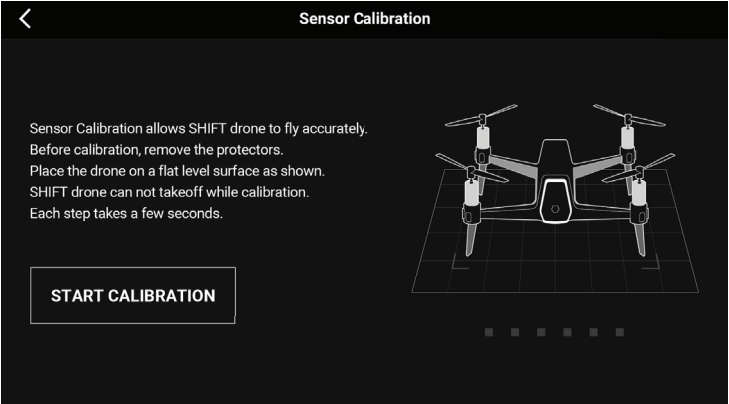 Sensor Calibration
Sensor Calibration allows SHIFT drone to fly accurately.
Before calibration, remove the protectors.
Place the drone on a flat level surface as shown.
SHIFT drone can not takeoff while calibration.
Each step takes a few seconds.
START CALIBRATION